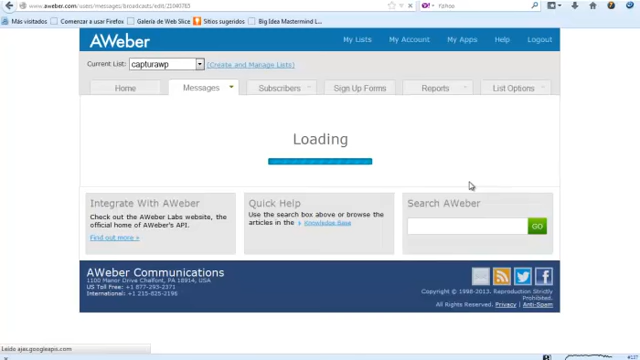 www.aweber.com/users/messages/broadcasts/edit/21040785
Yahoo
Más visitados
Comenzar a usar Firefox
Galería de Web Slice
Sitios sugeridos
Big Idea Mastermind L...
AWeber
My Lists
My Account
My Apps
Help
Logout
Current List:
capturawp
(Create and Manage Lists)
Home
Messages
Subscribers
Sign Up Forms
Reports
List Options
Loading
Integrate With AWeber
Check out the AWeber Labs website, the
official home of AWeber's API.
Find out more »
Quick Help
Use the search box above or browse the
articles in the Knowledge Base
Search AWeber
GO
AWeber Communications
1100 Manor Drive Chalfont, PA 18914, USA
US Toll Free: +1 877-293-2371
International: +1 215-825-2196
Copyright © 1998-2013. Reproduction Strictly
Prohibited.
All Rights Reserved. Privacy | Anti-Spam
Leído ajax.googleapis.com